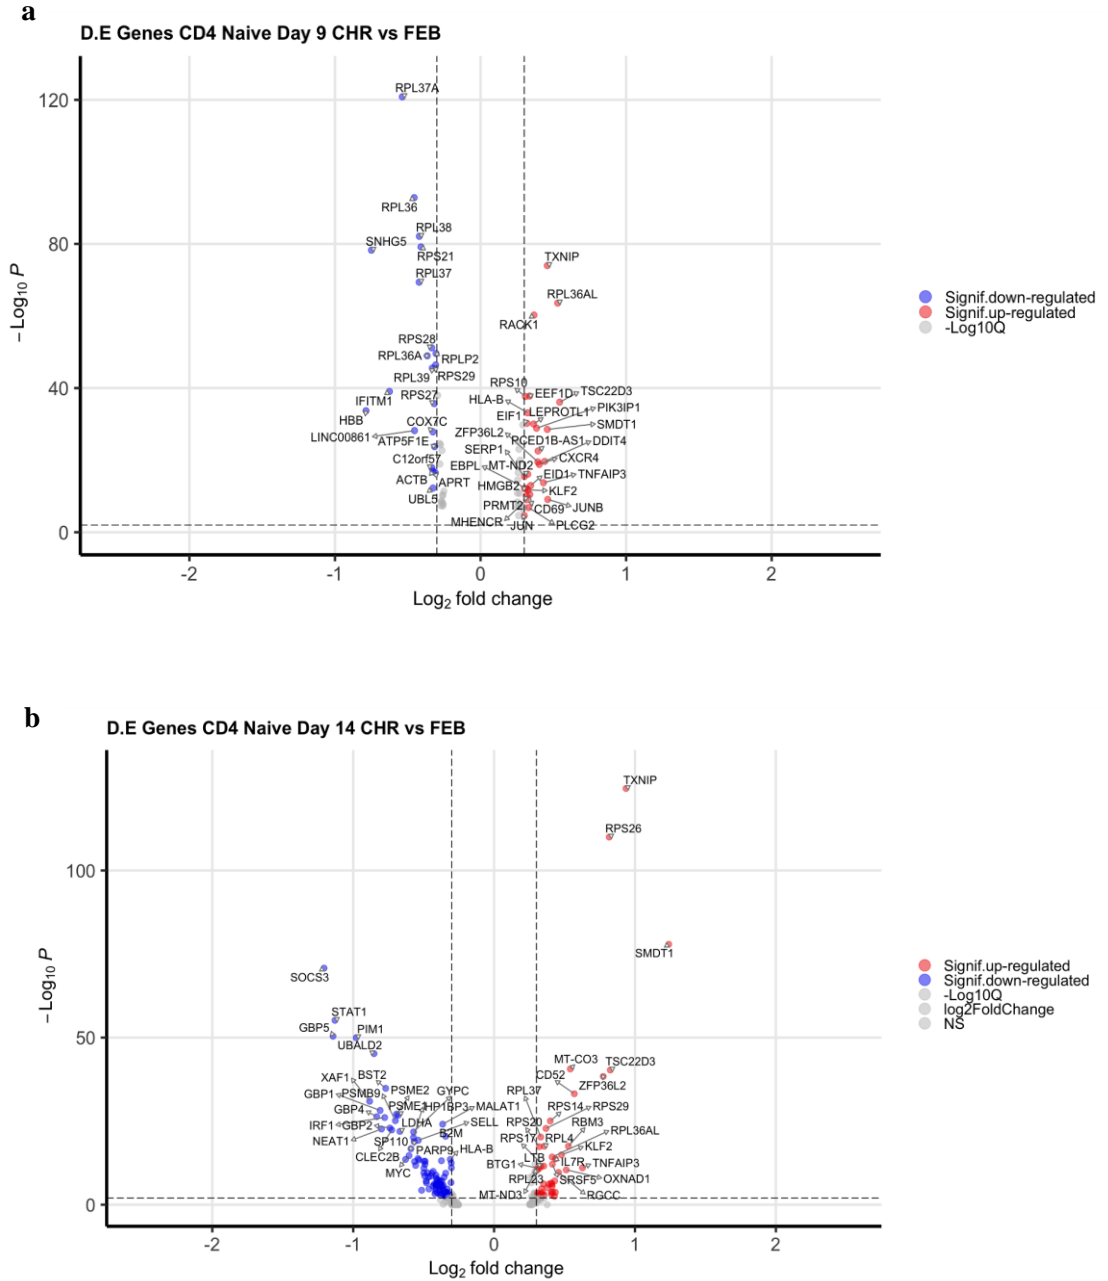 a
D.E Genes CD4 Naive Day 9 CHR vs FEB
RPL37A
120
RPL36
RPL38
SNHG5
80
RPS21
TXNIP
RPL37
RPL36AL
RACK1
− Log10 P
Signif.down-regulated
Signif.up-regulated
-Log10Q
RPS28
RPL36A
RPLP2
RPL39
RPS29
RPS10
40
IFITM1
RPS27
HLA-B
EEF1D
TSC22D3
HBB
EIF1
LEPROTL1
PIK3IP1
COX7C
SMDT1
LINC00861
ATP5F1E
ZFP36L2
PCED1B-AS1
DDIT4
SERP1
C12orf57
EBPL
MT-ND2
CXCR4
ACTB
APRT
EID1
TNFAIP3
HMGB2
KLF2
UBL5
PRMT2
CD69
JUNB
MHENCR
JUN
PLCG2
0
-2
-1
0
1
2
Log2 fold change
b
D.E Genes CD4 Naive Day 14 CHR vs FEB
TXNIP
RPS26
100
SMDT1
SOCS3
− Log10 P
Signif.up-regulated
Signif.down-regulated
-Log10Q
log2FoldChange
NS
STAT1
GBP5
PIM1
50
UBALD2
MT-CO3
TSC22D3
XAF1
BST2
CD52
ZFP36L2
GBP1
PSMB9
PSME2
GYPC
RPL37
GBP4
PSME1
HP1BP3
MALAT1
RPS14
RPS29
IRF1
GBP2
LDHA
SELL
RPS20
RBM3
NEAT1
SP110
B2M
RPS17
RPL4
RPL36AL
CLEC2B
PARP9
HLA-B
LTB
KLF2
MYC
BTG1
IL7R
TNFAIP3
RPL23
SRSF5
OXNAD1
MT-ND3
RGCC
0
-2
-1
0
1
2
Log2 fold change